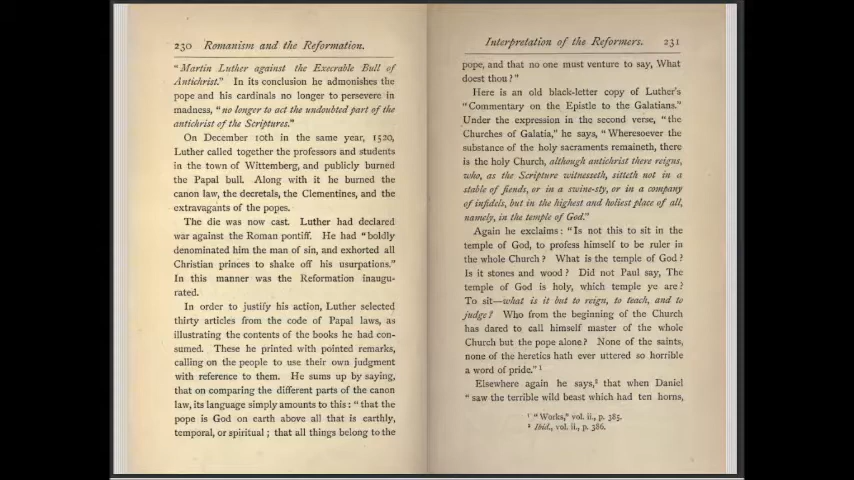 230 Romanism and the Reformation.
"Martin Luther against the Execrable Bull of
Antichrist." In its conclusion he admonishes the
pope and his cardinals no longer to persevere in
madness, "no longer to act the undoubted part of the
antichrist of the Scriptures."
On December 10th in the same year, 1520,
Luther called together the professors and students
in the town of Wittemberg, and publicly burned
the Papal bull. Along with it he burned the
canon law, the decretals, the Clementines, and the
extravagants of the popes.
The die was now cast. Luther had declared
war against the Roman pontiff. He had "boldly
denominated him the man of sin, and exhorted all
Christian princes to shake off his usurpations."
In this manner was the Reformation inaugu-
rated.
In order to justify his action, Luther selected
thirty articles from the code of Papal laws, as
illustrating the contents of the books he had con-
sumed. These he printed with pointed remarks,
calling on the people to use their own judgment
with reference to them. He sums up by saying,
that on comparing the different parts of the canon
law, its language simply amounts to this: "that the
pope is God on earth above all that is earthly,
temporal, or spiritual; that all things belong to the
Interpretation of the Reformers. 231
pope, and that no one must venture to say, What
doest thou?"
Here is an old black-letter copy of Luther's
"Commentary on the Epistle to the Galatians."
Under the expression in the second verse, "the
Churches of Galatia," he says, "Wheresoever the
substance of the holy sacraments remaineth, there
is the holy Church, although antichrist there reigns,
who, as the Scripture witnesseth, sitteth not in a
stable of fiends, or in a swine-sty, or in a company
of infidels, but in the highest and holiest place of all,
namely, in the temple of God."
Again he exclaims: "Is not this to sit in the
temple of God, to profess himself to be ruler in
the whole Church? What is the temple of God?
Is it stones and wood? Did not Paul say, The
temple of God is holy, which temple ye are?
To sit—what is it but to reign, to teach, and to
judge? Who from the beginning of the Church
has dared to call himself master of the whole
Church but the pope alone? None of the saints,
none of the heretics hath ever uttered so horrible
a word of pride." 1
Elsewhere again he says,2 that when Daniel
"saw the terrible wild beast which had ten horns,
1 "Works," vol. ii., p. 385.
2 Ibid., vol. ii., p. 386.